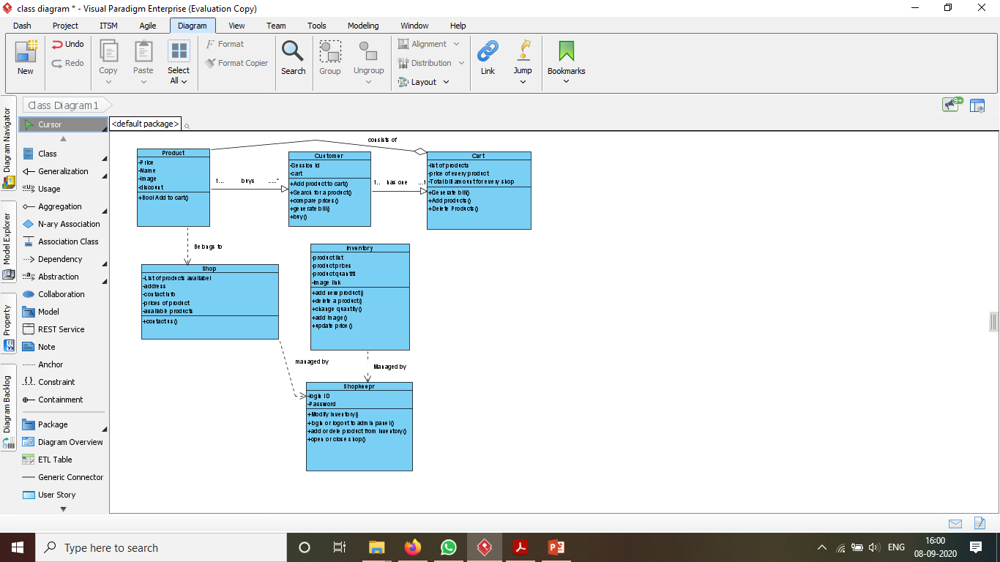 class diagram * - Visual Paradigm Enterprise (Evaluation Copy)
Dash Project ITSM Agile Diagram View Team Tools Modeling Window Help
New
Undo
Redo
Copy
Paste
Select
All
Format
Format Copier
Search
Group
Ungroup
Alignment
Distribution
Layout
Link
Jump
Bookmarks
Class Diagram1
9+
Diagram Navigator
Model Explorer
Property
Diagram Backlog
Cursor
Class
Generalization
Usage
Aggregation
N-ary Association
Association Class
Dependency
Abstraction
Collaboration
Model
REST Service
Note
Anchor
Constraint
Containment
Package
Diagram Overview
ETL Table
Generic Connector
User Story
<default package>
consists of
Product
-Price
-Name
-Image
-discount
+Bool Add to cart()
1... buys .....*
Customer
-Session Id
-cart
+Add product to cart()
+Search for a product()
+compare prices()
+generate bill()
+buy()
1.. has one ...1
Cart
-list of products
-price of every product
-Total bill amount for every shop
+Generate bill()
+Add products()
+Delete Products()
Belongs to
Shop
-List of products availabel
-address
-contact info
-prices of product
-available products
+contact us()
Inventory
-product list
-product prices
-Image link
+add new product()
+delete a product()
+change quantity()
+add Image()
+update price()
managed by
Managed by
Shopkeepr
-login ID
-Password
+Modify Inventory()
+login or logout to admin panel()
+add or dele product from Inventory()
+open or close shop()
Type here to search
ENG
16:00
08-09-2020